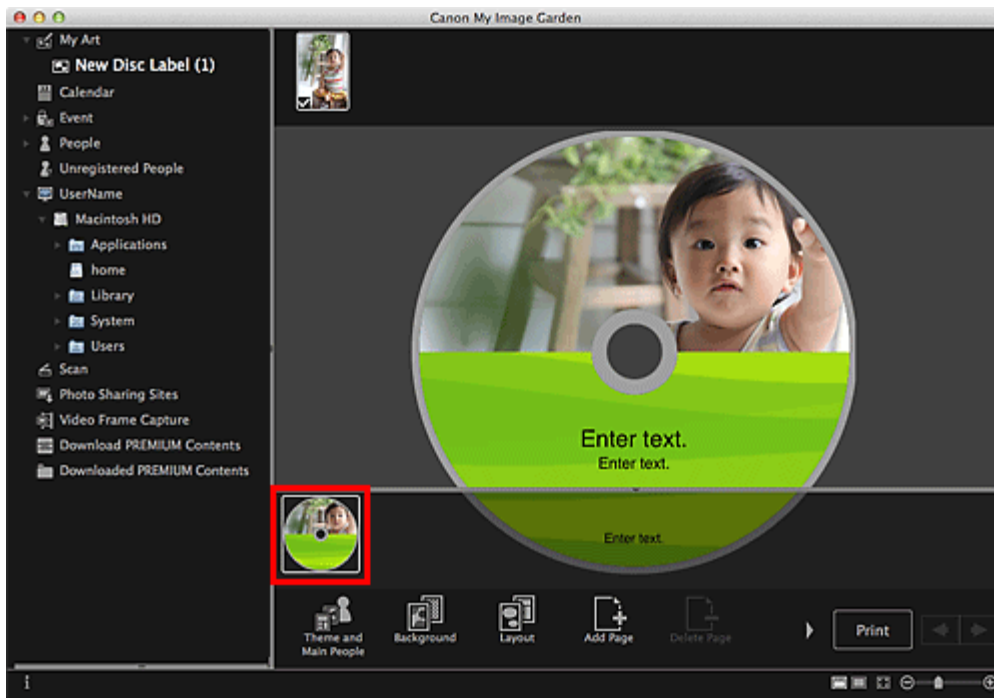 Canon My Image Garden
My Art
New Disc Label (1)
Calendar
Event
People
Unregistered People
UserName
Macintosh HD
Applications
home
Library
System
Users
Scan
Photo Sharing Sites
Video Frame Capture
Download PREMIUM Contents
Downloaded PREMIUM Contents
Enter text.
Enter text.
Enter text.
Theme and
Main People
Background
Layout
Add Page
Delete Page
Print